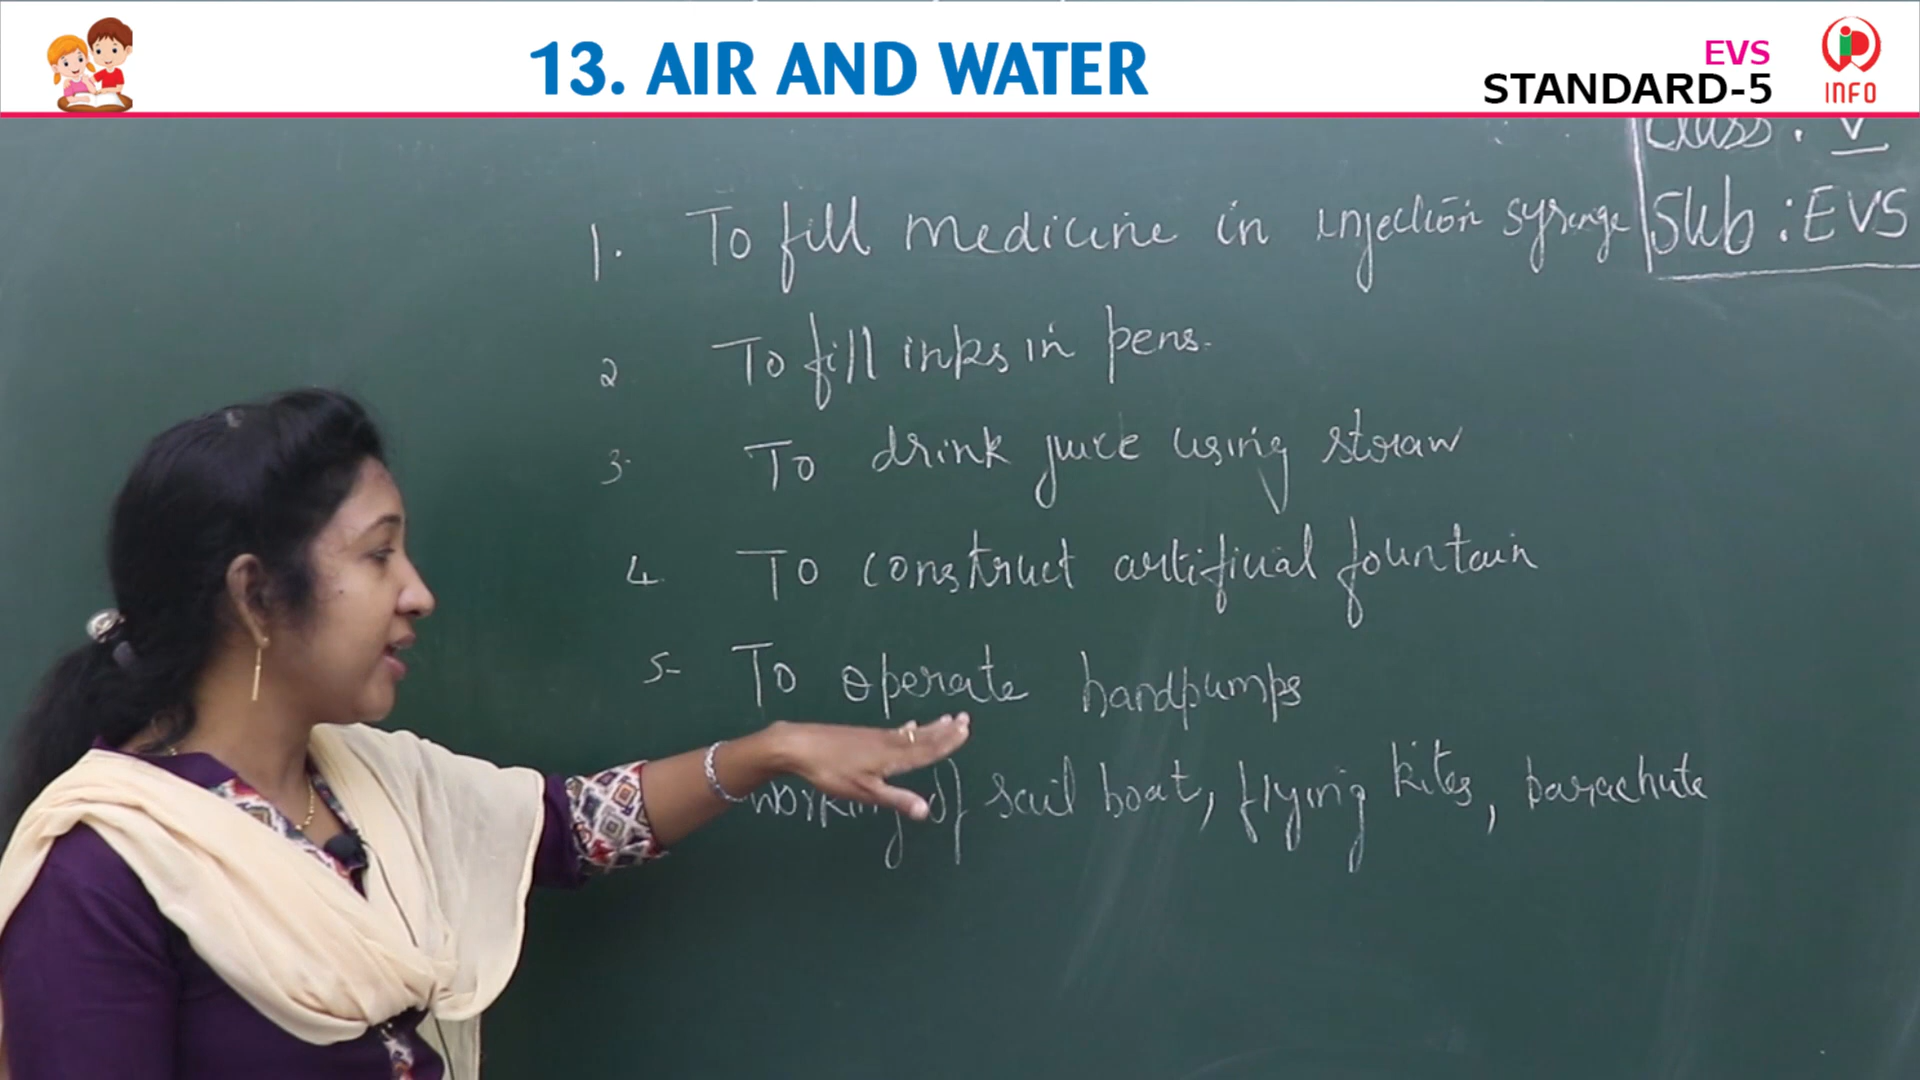 13. AIR AND WATER
EVS
STANDARD-5
INFO
Class : V
Sub : EVS
1. To fill medicine in injection syringe
2 To fill inks in pens.
3. To drink juice using straw
4. To construct artificial fountain
5- To operate handpumps
working of sail boat, flying kites, parachute